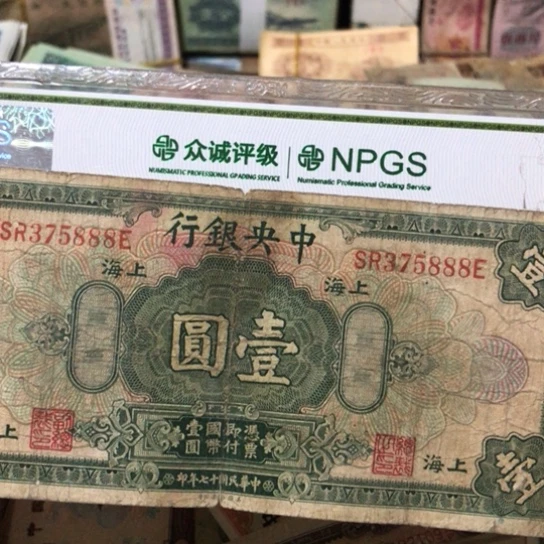 众诚评级
NUMISMATIC PROFESSIONAL GRADING SERVICE
NPGS
Numismatic Professional Grading Service
中央銀行
SR375888E
SR375888E
上海
上海
壹圓
憑票即付國幣壹圓
上海
上
壹
中華民國十七年印